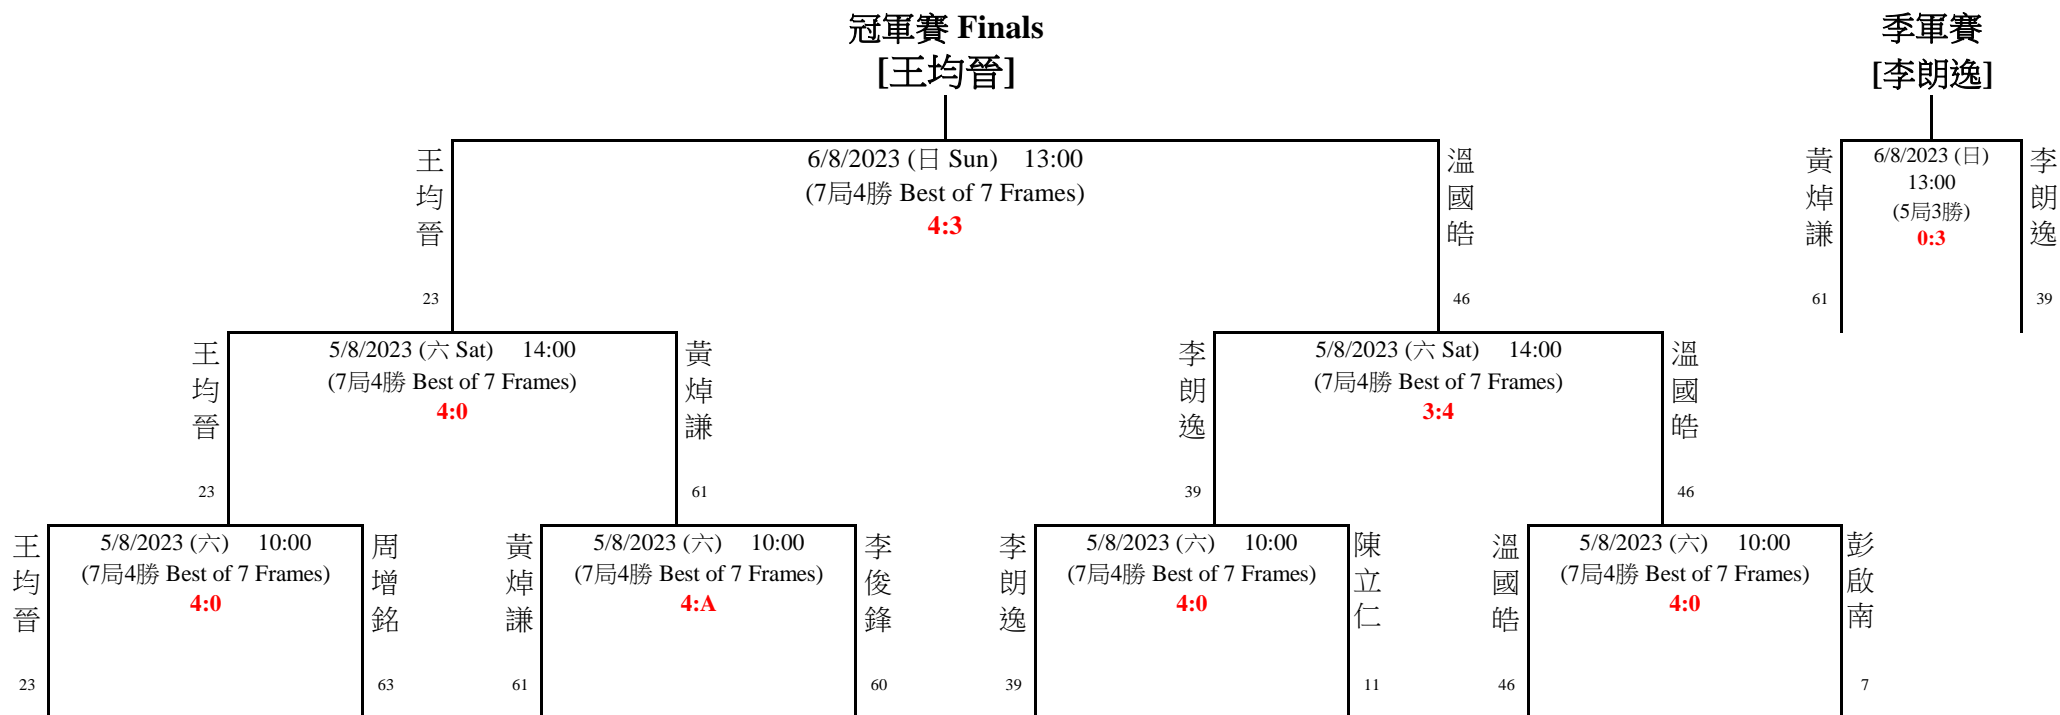 冠軍賽 Finals
[王均晉]
季軍賽
[李朗逸]
王均晉
23
6/8/2023 (日 Sun) 13:00
(7局4勝 Best of 7 Frames)
4:3
溫國皓
46
黃焯謙
61
6/8/2023 (日)
13:00
(5局3勝)
0:3
李朗逸
39
王均晉
23
5/8/2023 (六 Sat) 14:00
(7局4勝 Best of 7 Frames)
4:0
黃焯謙
61
李朗逸
39
5/8/2023 (六 Sat) 14:00
(7局4勝 Best of 7 Frames)
3:4
溫國皓
46
王均晉
23
5/8/2023 (六) 10:00
(7局4勝 Best of 7 Frames)
4:0
周增銘
63
黃焯謙
61
5/8/2023 (六) 10:00
(7局4勝 Best of 7 Frames)
4:A
李俊鋒
60
李朗逸
39
5/8/2023 (六) 10:00
(7局4勝 Best of 7 Frames)
4:0
陳立仁
11
溫國皓
46
5/8/2023 (六) 10:00
(7局4勝 Best of 7 Frames)
4:0
彭啟南
7